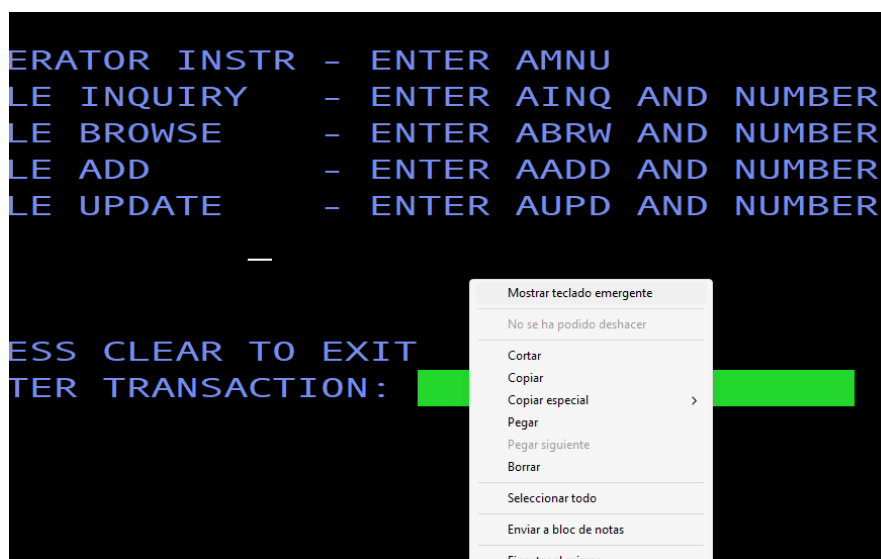 ERATOR INSTR - ENTER AMNU
LE INQUIRY - ENTER AINQ AND NUMBER
LE BROWSE - ENTER ABRW AND NUMBER
LE ADD - ENTER AADD AND NUMBER
LE UPDATE - ENTER AUPD AND NUMBER
ESS CLEAR TO EXIT
TER TRANSACTION:
Mostrar teclado emergente
No se ha podido deshacer
Cortar
Copiar
Copiar especial
Pegar
Pegar siguiente
Borrar
Seleccionar todo
Enviar a bloc de notas